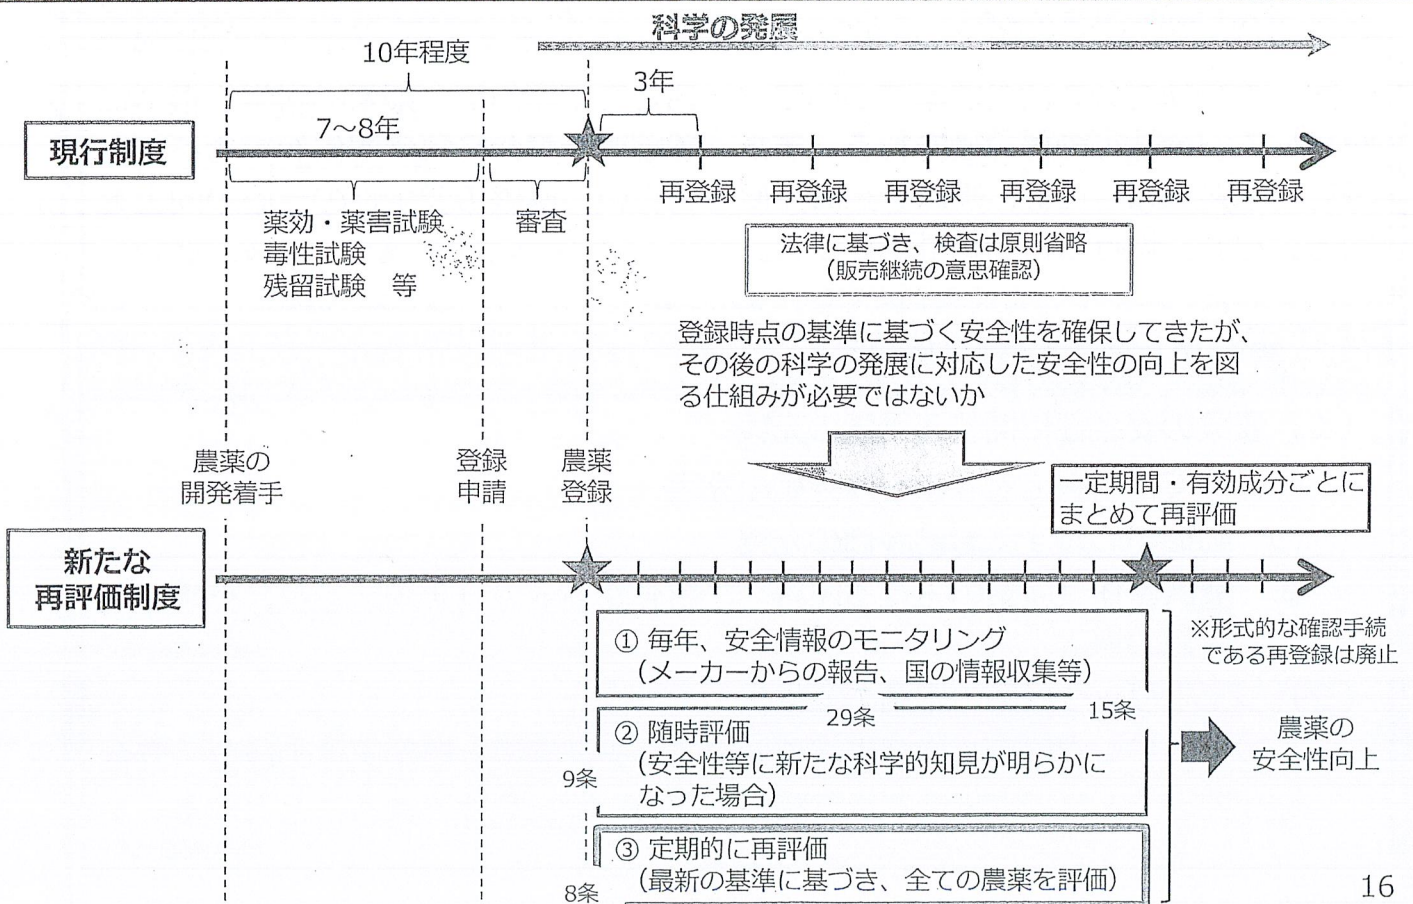 科学の発展
10年程度
3年
7～8年
現行制度
再登録
再登録
再登録
再登録
再登録
再登録
薬効・薬害試験
毒性試験
残留試験　等
審査
法律に基づき、検査は原則省略
（販売継続の意思確認）
登録時点の基準に基づく安全性を確保してきたが、
その後の科学の発展に対応した安全性の向上を図
る仕組みが必要ではないか
農薬の
開発着手
登録
申請
農薬
登録
一定期間・有効成分ごとに
まとめて再評価
新たな
再評価制度
① 毎年、安全情報のモニタリング
（メーカーからの報告、国の情報収集等）
29条
15条
② 随時評価
（安全性等に新たな科学的知見が明らかに
なった場合）
9条
③ 定期的に再評価
（最新の基準に基づき、全ての農薬を評価）
8条
※形式的な確認手続
である再登録は廃止
農薬の
安全性向上
16